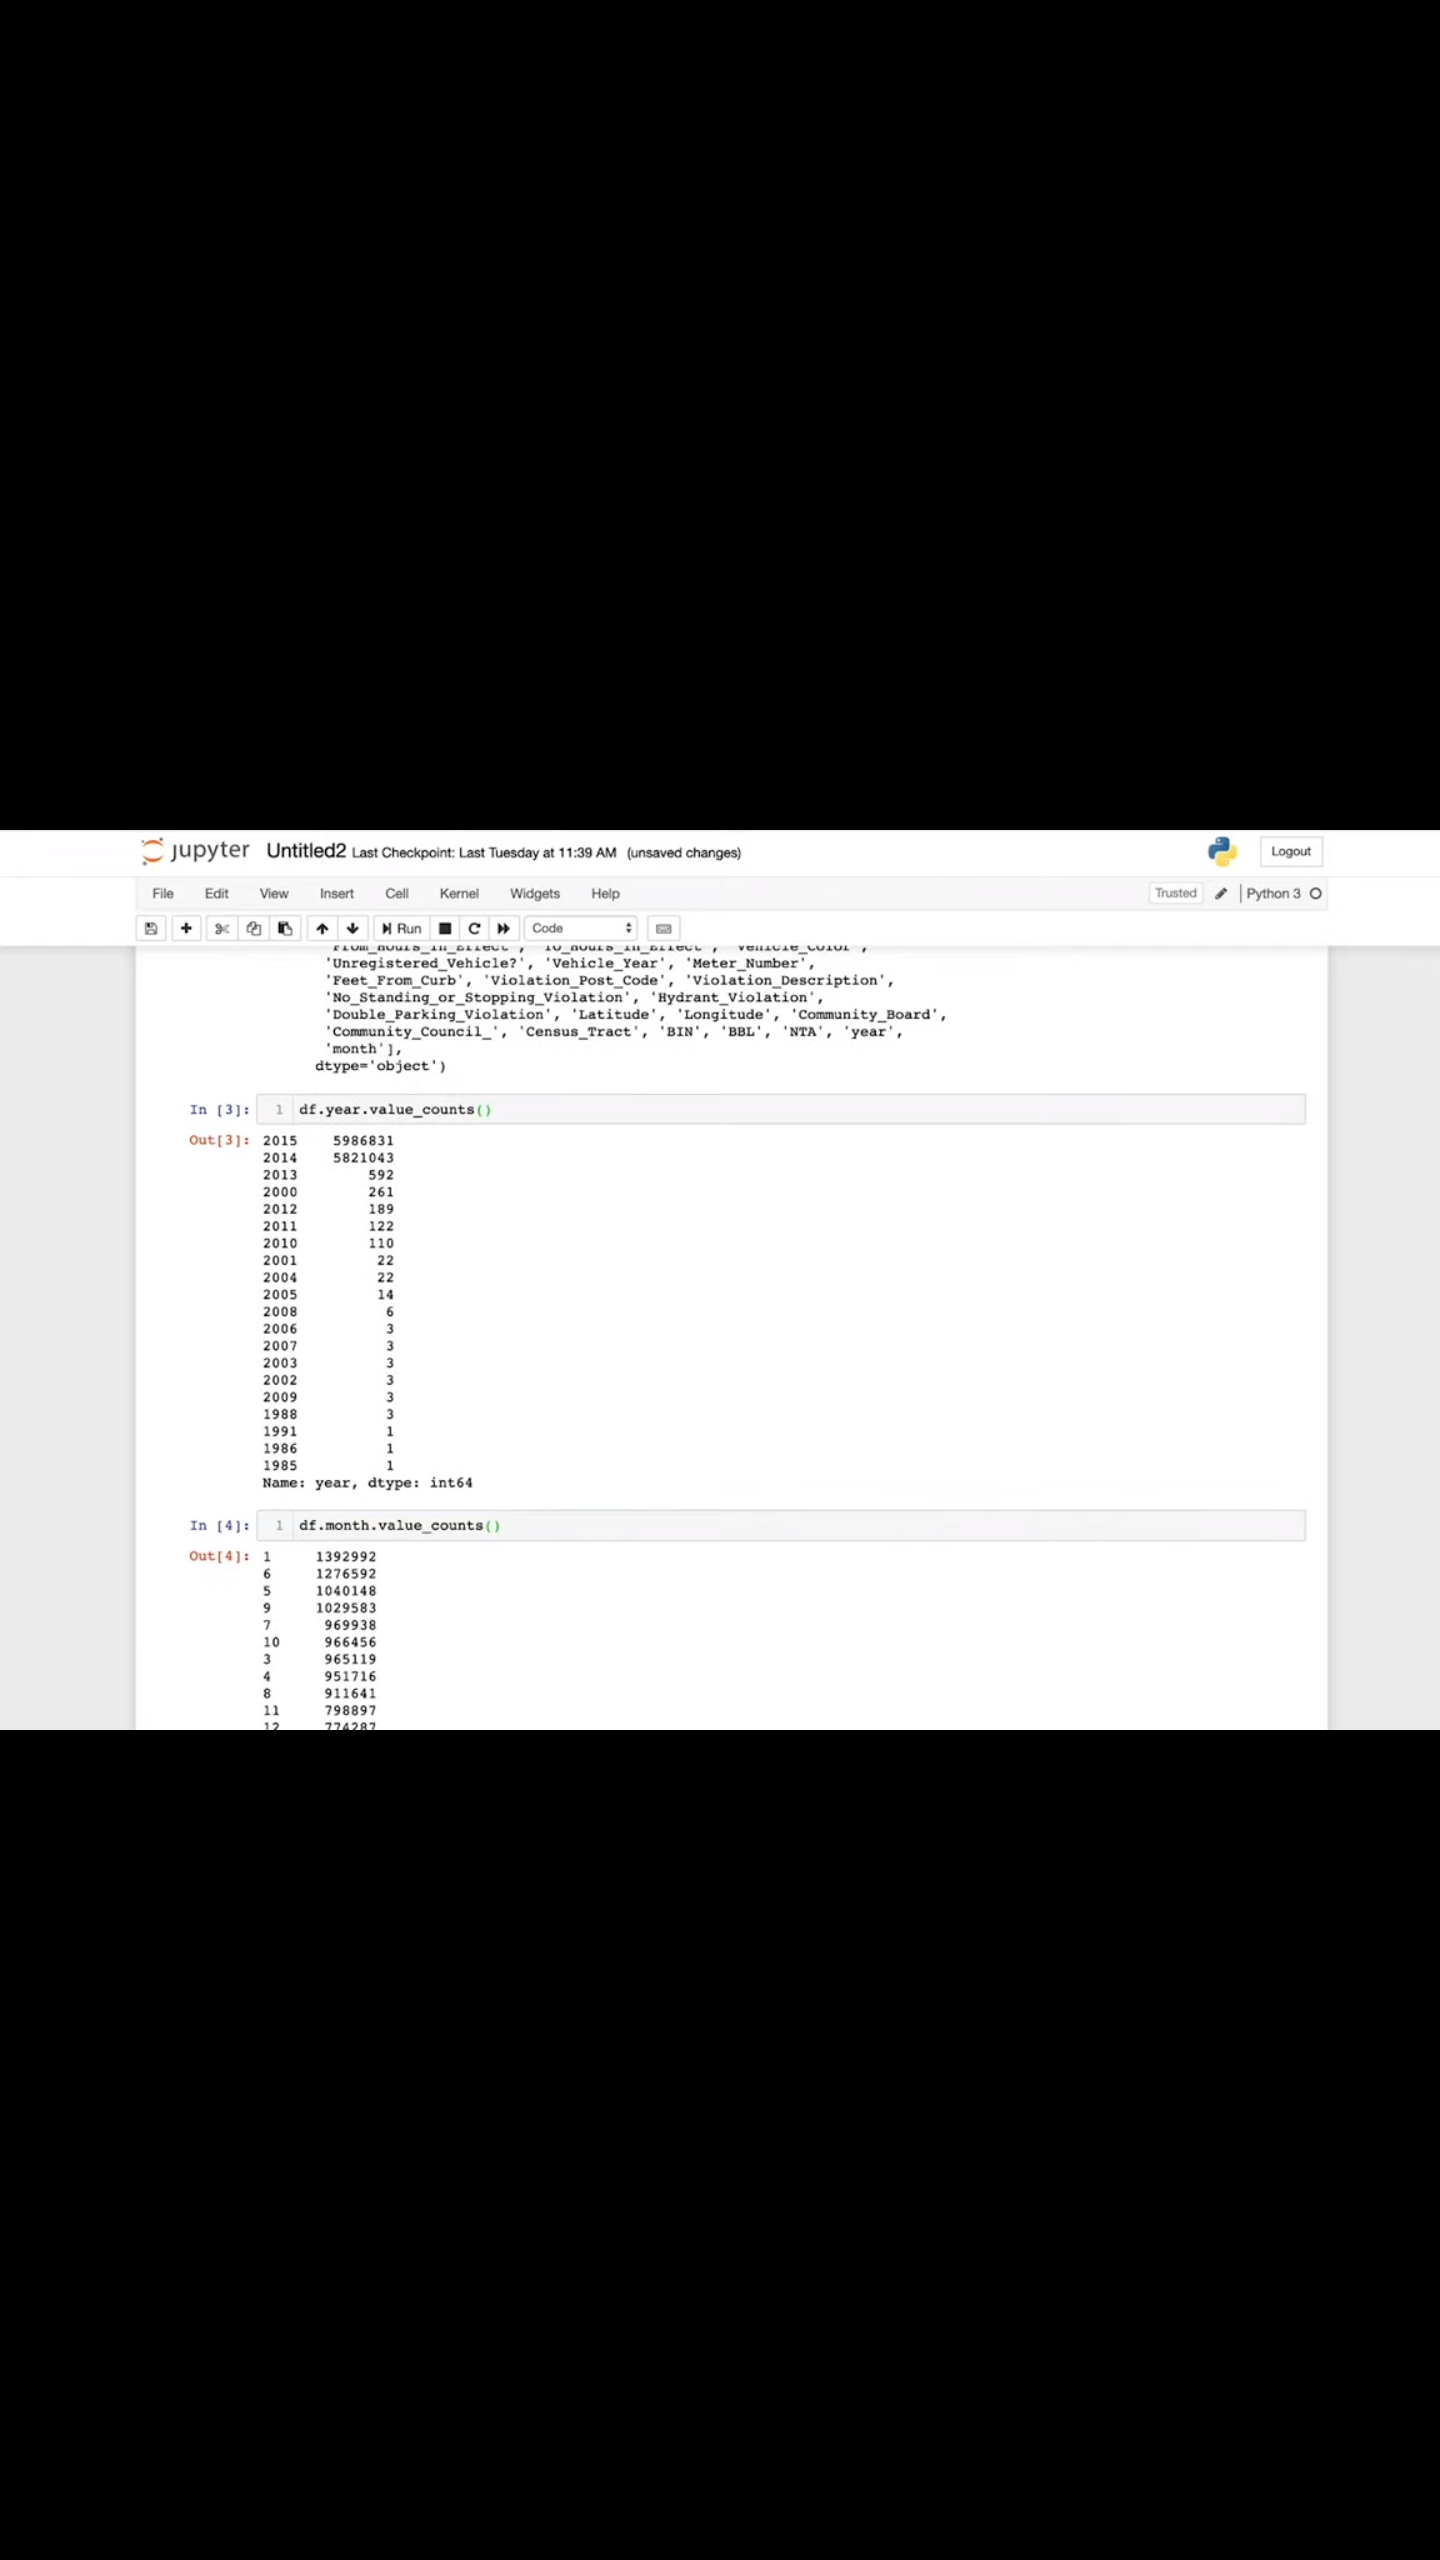 jupyter Untitled2 Last Checkpoint: Last Tuesday at 11:39 AM (unsaved changes) Logout
File Edit View Insert Cell Kernel Widgets Help Trusted Python 3
Run Code
'From_Hours_In_Effect', 'To_Hours_In_Effect', 'Vehicle_Color',
'Unregistered_Vehicle?', 'Vehicle_Year', 'Meter_Number',
'Feet_From_Curb', 'Violation_Post_Code', 'Violation_Description',
'No_Standing_or_Stopping_Violation', 'Hydrant_Violation',
'Double_Parking_Violation', 'Latitude', 'Longitude', 'Community_Board',
'Community_Council_', 'Census_Tract', 'BIN', 'BBL', 'NTA', 'year',
'month'],
dtype='object')
In [3]: 1 df.year.value_counts()
Out[3]: 2015 5986831
2014 5821043
2013 592
2000 261
2012 189
2011 122
2010 110
2001 22
2004 22
2005 14
2008 6
2006 3
2007 3
2003 3
2002 3
2009 3
1988 3
1991 1
1986 1
1985 1
Name: year, dtype: int64
In [4]: 1 df.month.value_counts()
Out[4]: 1 1392992
6 1276592
5 1040148
9 1029583
7 969938
10 966456
3 965119
4 951716
8 911641
11 798897
12 774287